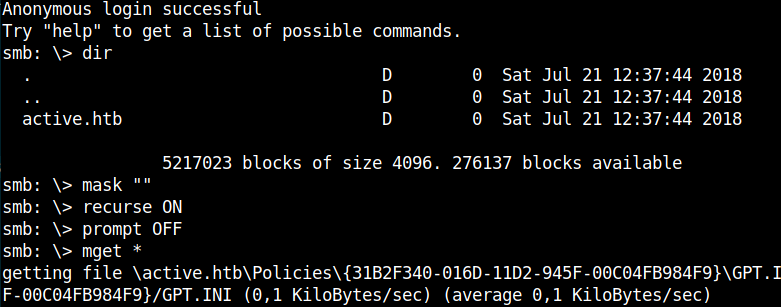 Anonymous login successful
Try "help" to get a list of possible commands.
smb: \> dir
  .                                   D        0  Sat Jul 21 12:37:44 2018
  ..                                  D        0  Sat Jul 21 12:37:44 2018
  active.htb                          D        0  Sat Jul 21 12:37:44 2018

                5217023 blocks of size 4096. 276137 blocks available
smb: \> mask ""
smb: \> recurse ON
smb: \> prompt OFF
smb: \> mget *
getting file \active.htb\Policies\{31B2F340-016D-11D2-945F-00C04FB984F9}\GPT.I
F-00C04FB984F9}/GPT.INI (0,1 KiloBytes/sec) (average 0,1 KiloBytes/sec)